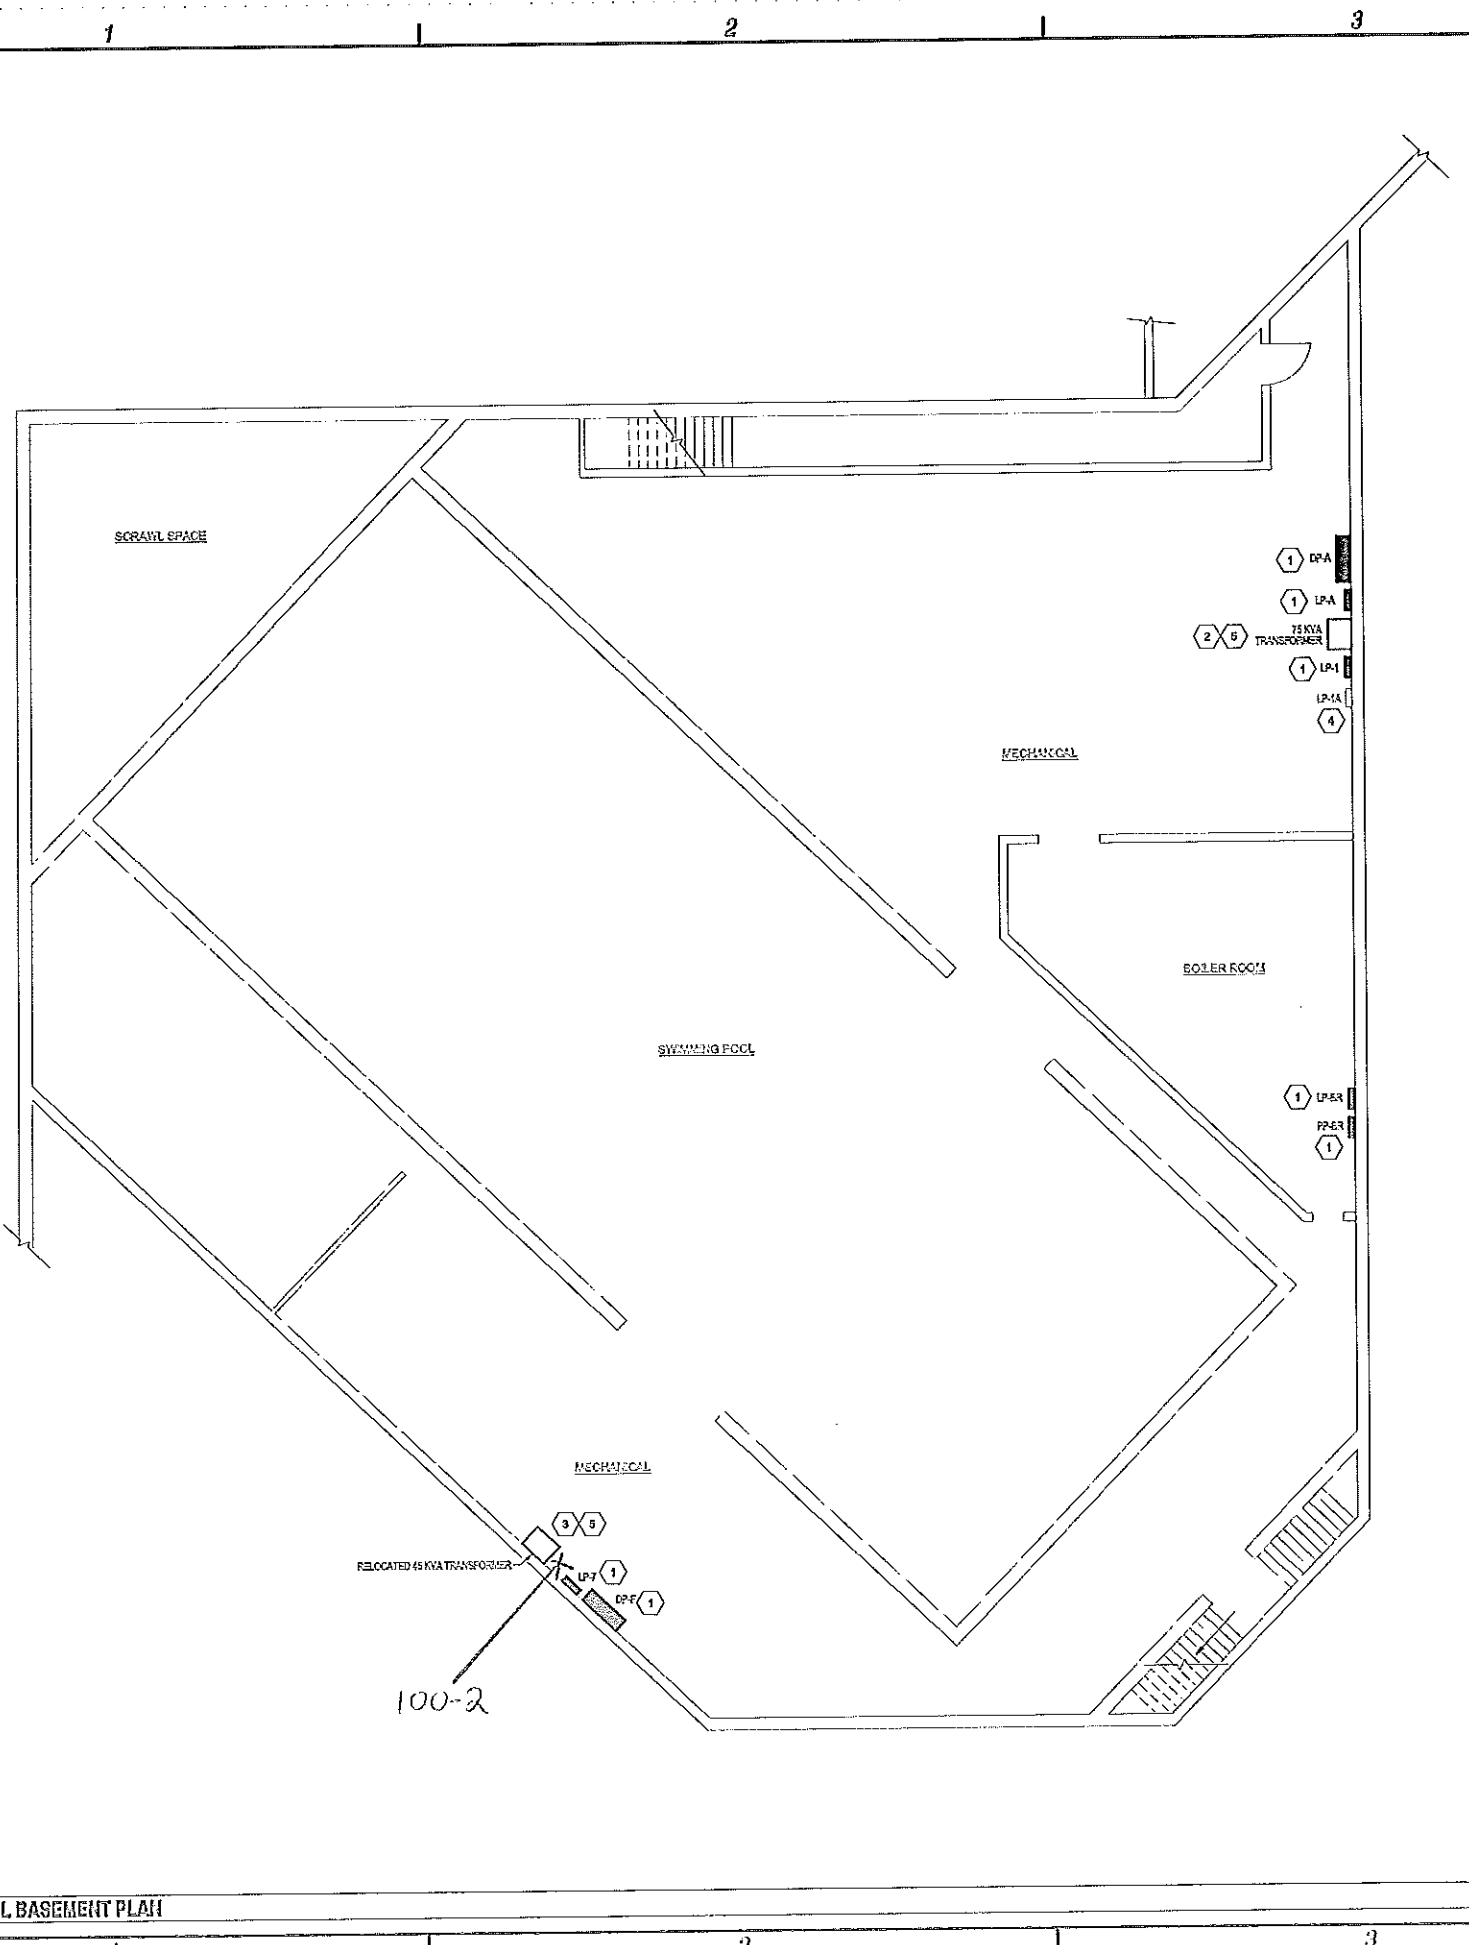 1 2 3
SCRAWL SPACE
1 DP-A
1 LP-A
2 5 75 KVA
TRANSFORMER
1 LP-1
LP-1A
4
MECHANICAL
BOILER ROOM
SWIMMING POOL
1 LP-BR
PP-BR
1
MECHANICAL
3 5
RELOCATED 45 KVA TRANSFORMER
LP-7 1
DP-F 1
100-2
L BASEMENT PLAN
2 3